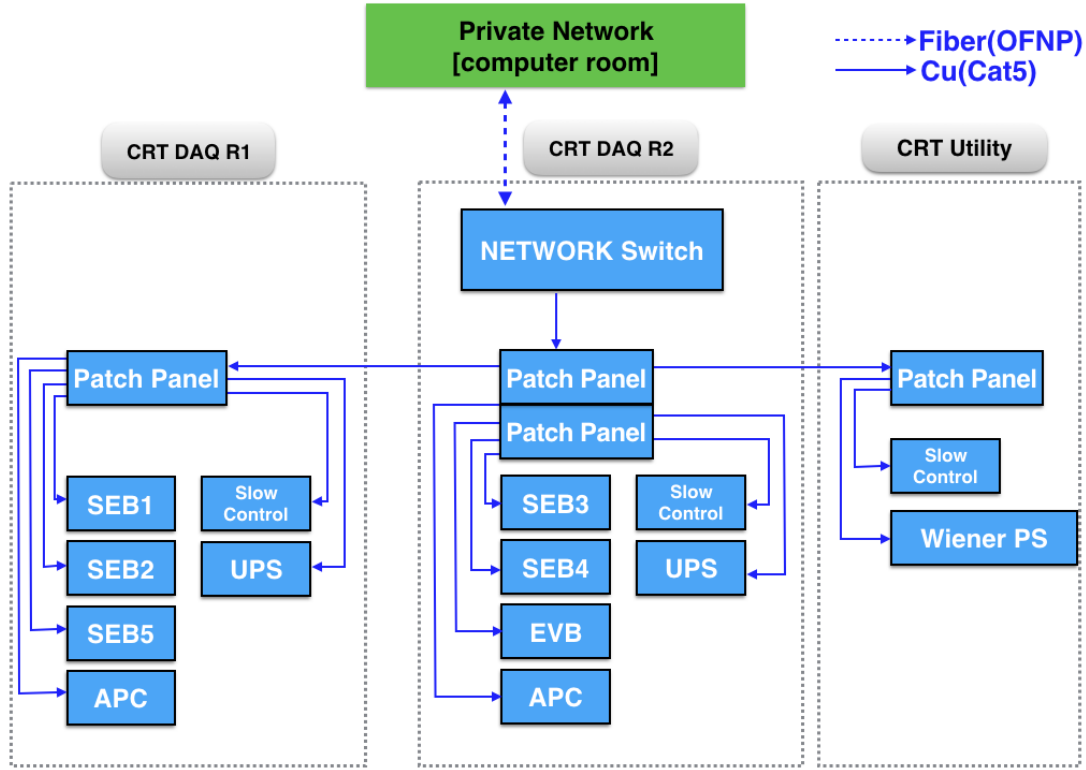 Private Network
[computer room]
Fiber(OFNP)
Cu(Cat5)
CRT DAQ R1
CRT DAQ R2
CRT Utility
NETWORK Switch
Patch Panel
Patch Panel
Patch Panel
Patch Panel
SEB1
Slow
Control
SEB2
UPS
SEB5
APC
SEB3
Slow
Control
SEB4
UPS
EVB
APC
Slow
Control
Wiener PS